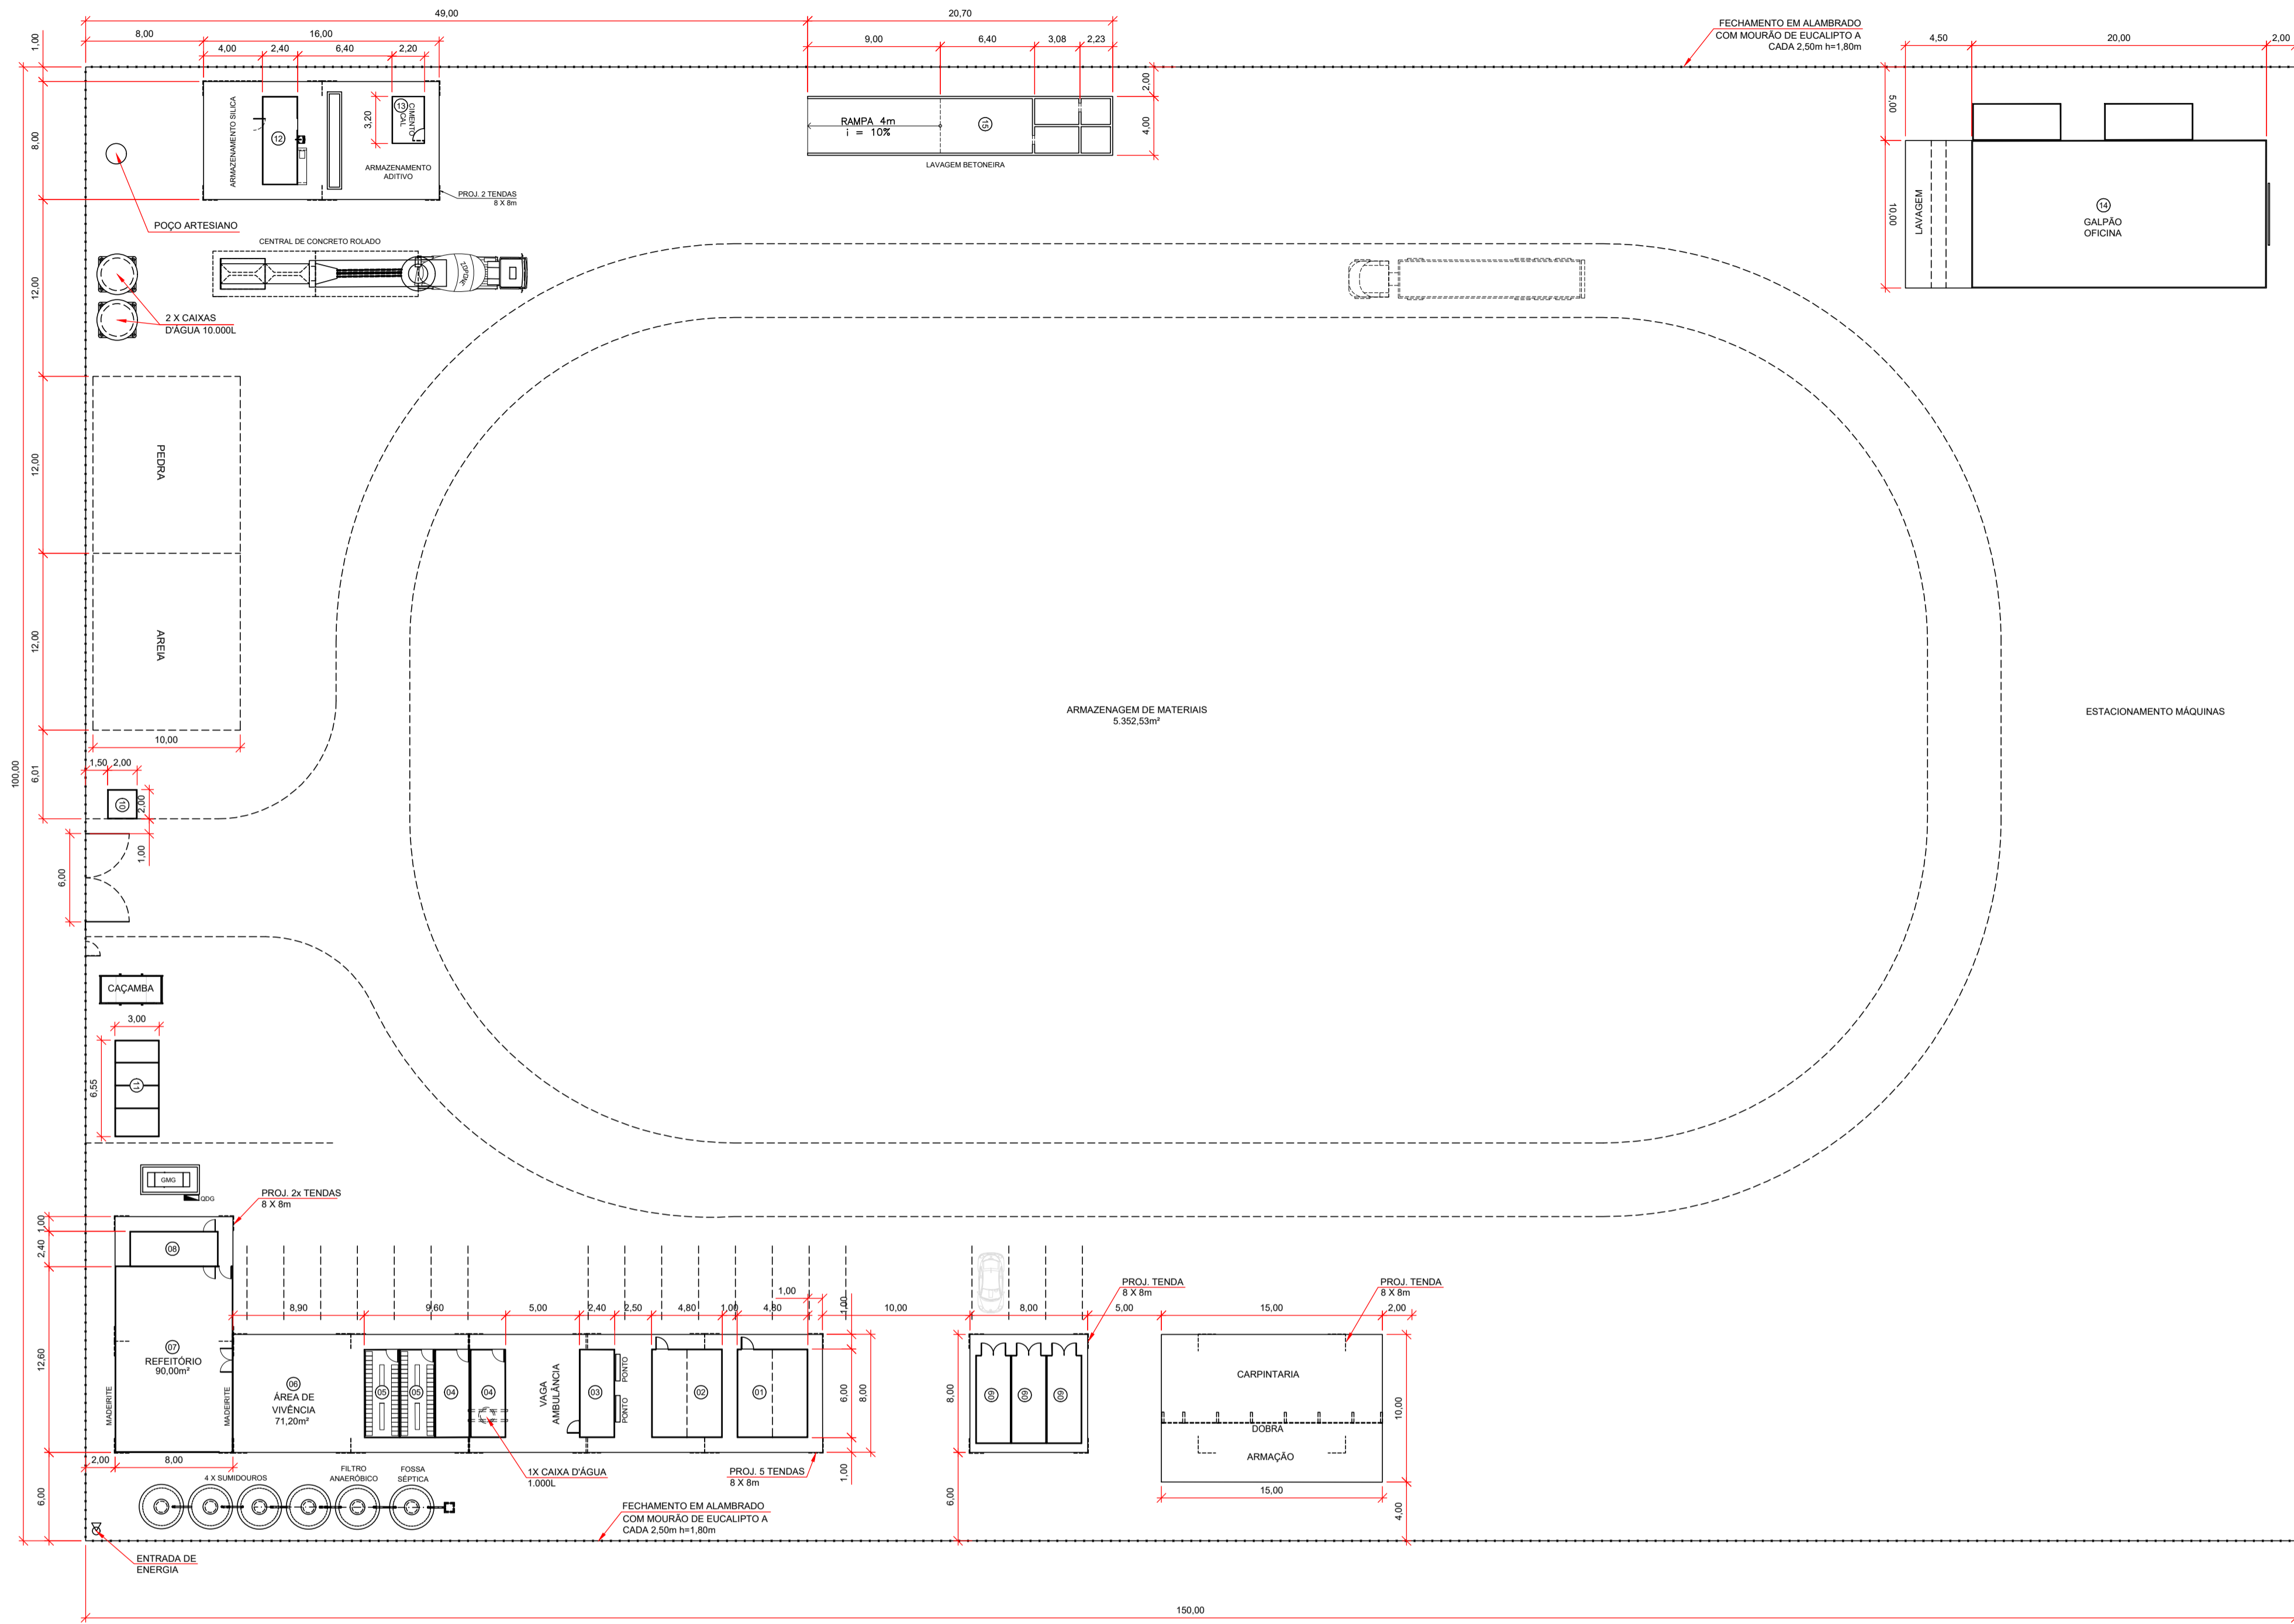 49,00
20,70
8,00
16,00
4,00
2,40
6,40
2,20
9,00
6,40
3,08
2,23
FECHAMENTO EM ALAMBRADO
COM MOURÃO DE EUCALIPTO A
CADA 2,50m h=1,80m
4,50
20,00
2,00
1,00
8,00
ARMAZENAMENTO SILICA
12
3,20
13
CIMENTO
CAL
ARMAZENAMENTO
ADITIVO
PROJ. 2 TENDAS
8 X 8m
RAMPA 4m
i = 10%
15
LAVAGEM BETONEIRA
2,00
4,00
5,00
10,00
LAVAGEM
14
GALPÃO
OFICINA
POÇO ARTESIANO
CENTRAL DE CONCRETO ROLADO
12,00
2 X CAIXAS
D'ÁGUA 10.000L
12,00
PEDRA
12,00
AREIA
10,00
ARMAZENAGEM DE MATERIAIS
5.352,53m²
ESTACIONAMENTO MÁQUINAS
100,00
6,01
1,50
2,00
10
2,00
1,00
6,00
CAÇAMBA
3,00
6,55
11
GMG
QDG
PROJ. 2x TENDAS
8 X 8m
1,00
2,40
08
12,60
07
REFEITÓRIO
90,00m²
MADEIRITE
MADEIRITE
8,90
9,60
5,00
2,40
2,50
4,80
1,00
4,80
1,00
1,00
10,00
8,00
PROJ. TENDA
8 X 8m
5,00
15,00
PROJ. TENDA
8 X 8m
2,00
06
ÁREA DE
VIVÊNCIA
71,20m²
05
05
04
04
VAGA
AMBULÂNCIA
03
PONTO
PONTO
02
01
6,00
8,00
8,00
09
09
09
CARPINTARIA
DOBRA
ARMAÇÃO
10,00
2,00
8,00
6,00
4 X SUMIDOUROS
FILTRO
ANAERÓBICO
FOSSA
SÉPTICA
1X CAIXA D'ÁGUA
1.000L
PROJ. 5 TENDAS
8 X 8m
1,00
6,00
15,00
4,00
FECHAMENTO EM ALAMBRADO
COM MOURÃO DE EUCALIPTO A
CADA 2,50m h=1,80m
ENTRADA DE
ENERGIA
150,00